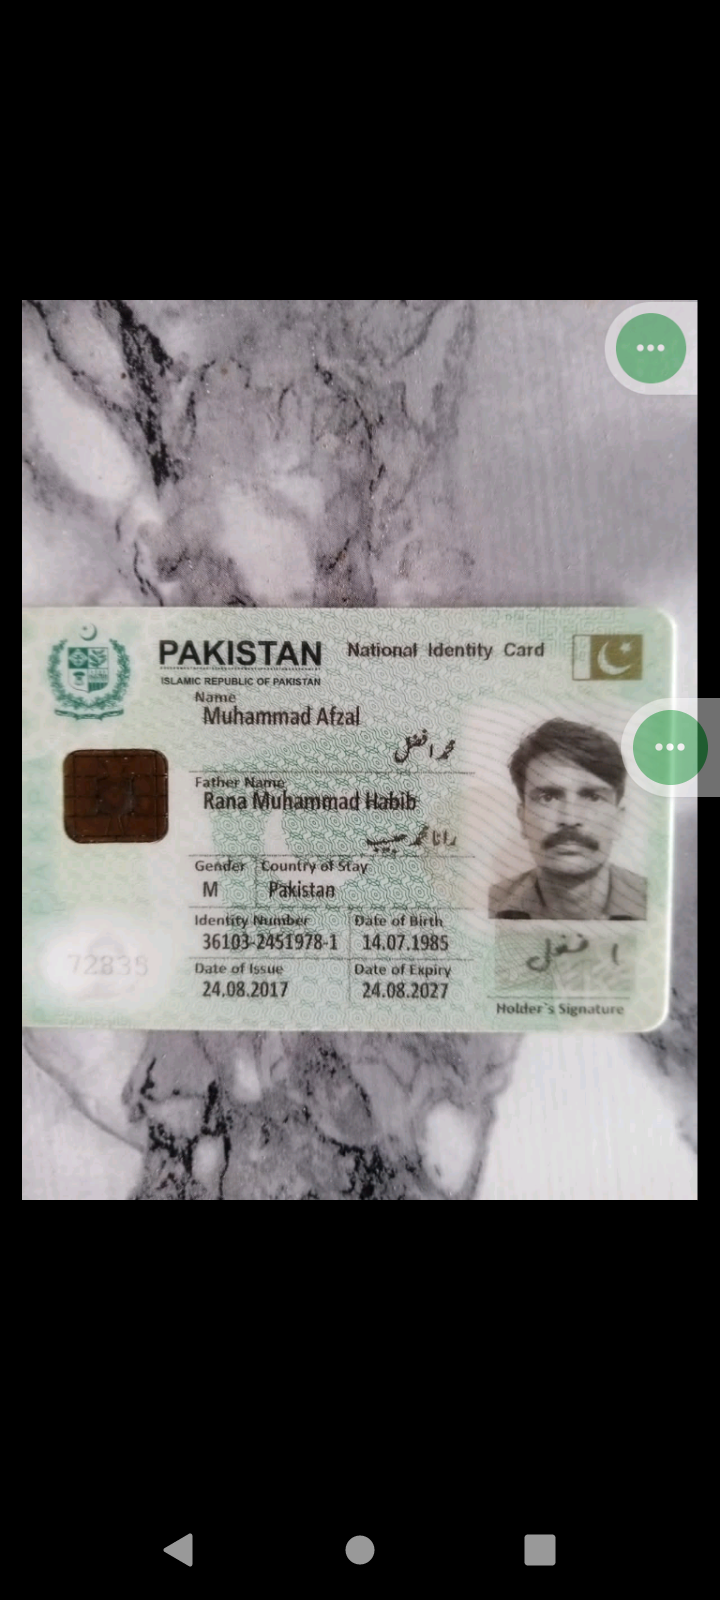 PAKISTAN National Identity Card
ISLAMIC REPUBLIC OF PAKISTAN
Name
Muhammad Afzal
محمد افضل
Father Name
Rana Muhammad Habib
رانا محمد حبیب
Gender Country of Stay
M Pakistan
Identity Number Date of Birth
36103-2451978-1 14.07.1985
72835
Date of Issue Date of Expiry
24.08.2017 24.08.2027
افضل
Holder's Signature